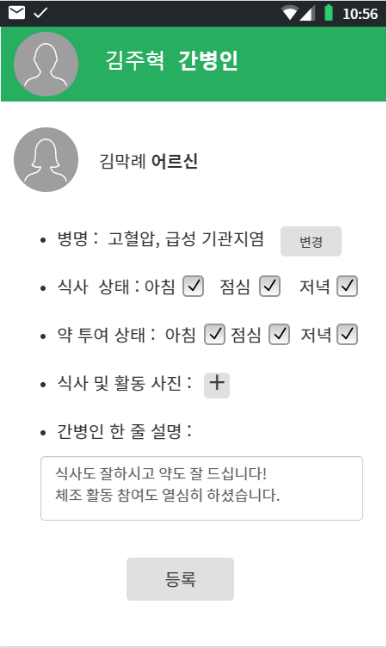 10:56
김주혁 간병인
김막례 어르신
• 병명 : 고혈압, 급성 기관지염 변경
• 식사 상태 : 아침 점심 저녁
• 약 투여 상태 : 아침 점심 저녁
• 식사 및 활동 사진 : +
• 간병인 한 줄 설명 :
식사도 잘하시고 약도 잘 드십니다!
체조 활동 참여도 열심히 하셨습니다.
등록